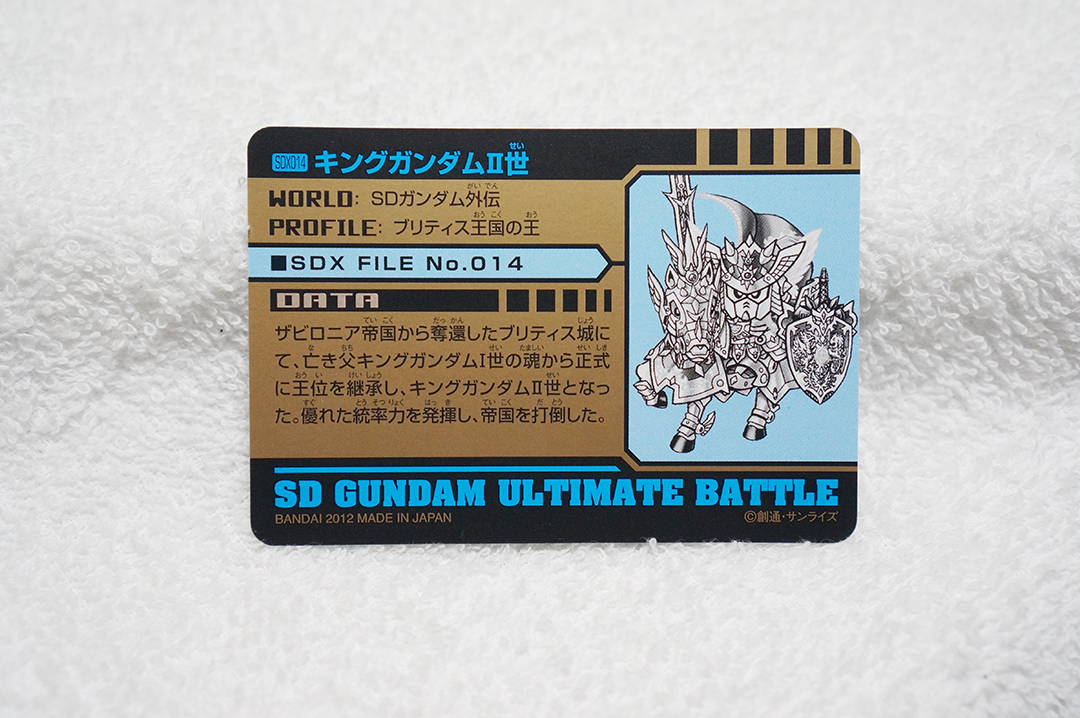 SDX014 キングガンダムII世
WORLD: SDガンダム外伝
PROFILE: ブリティス王国の王
■SDX FILE No.014
DATA
ザビロニア帝国から奪還したブリティス城に
て、亡き父キングガンダムI世の魂から正式
に王位を継承し、キングガンダムII世となっ
た。優れた統率力を発揮し、帝国を打倒した。
SD GUNDAM ULTIMATE BATTLE
BANDAI 2012 MADE IN JAPAN
©創通・サンライズ